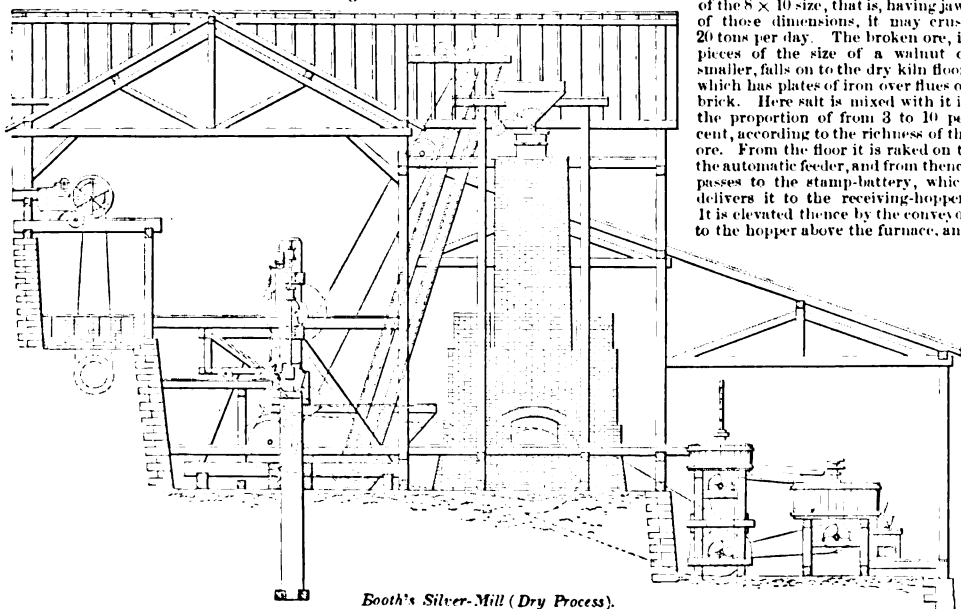 of the 8 × 10 size, that is, having jaw
of those dimensions, it may crus
20 tons per day. The broken ore, i
pieces of the size of a walnut o
smaller, falls on to the dry kiln floor
which has plates of iron over flues o
brick. Here salt is mixed with it i
the proportion of from 3 to 10 pe
cent, according to the richness of th
ore. From the floor it is raked on t
the automatic feeder, and from thenc
passes to the stamp-battery, whic
delivers it to the receiving-hopper
It is elevated thence by the conveyo
to the hopper above the furnace, an
Booth's Silver-Mill (Dry Process).